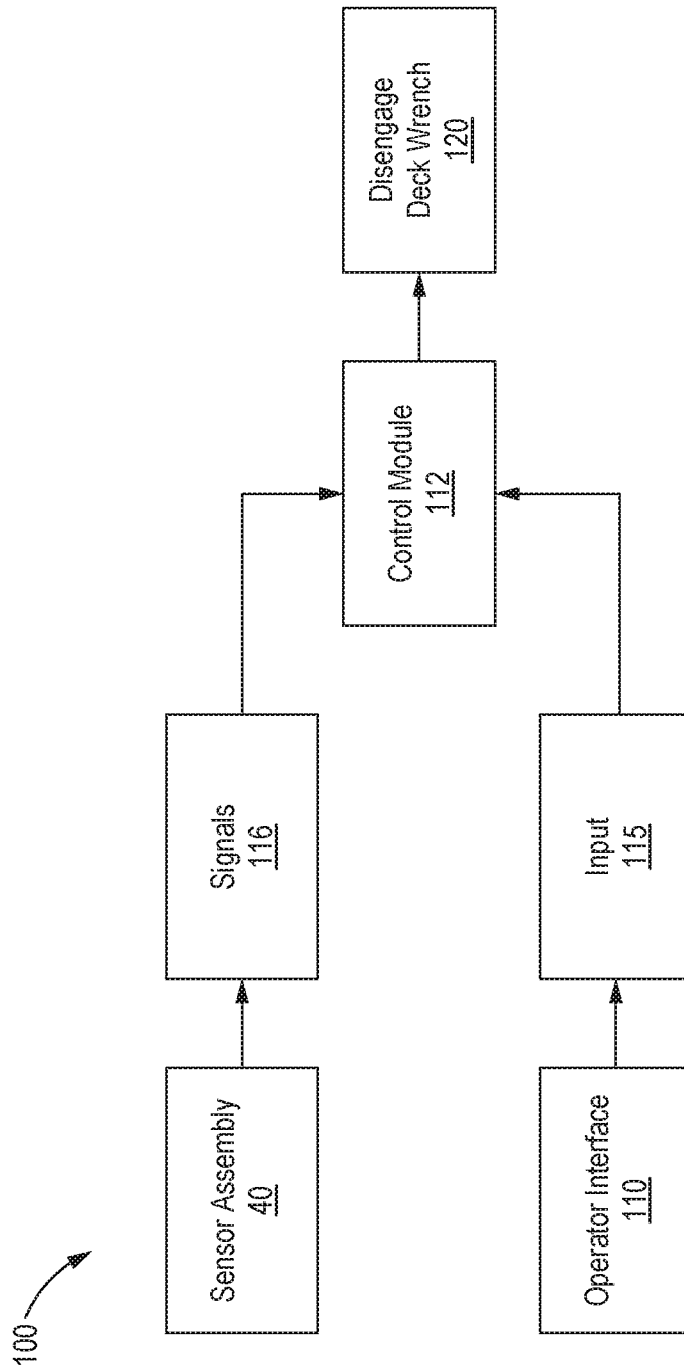 100
Sensor Assembly
40
Signals
116
Operator Interface
110
Input
115
Control Module
112
Disengage
Deck Wrench
120